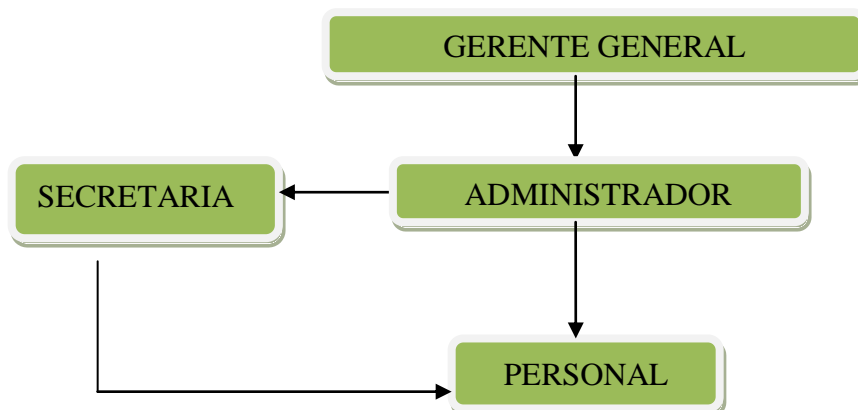 GERENTE GENERAL
SECRETARIA
ADMINISTRADOR
PERSONAL